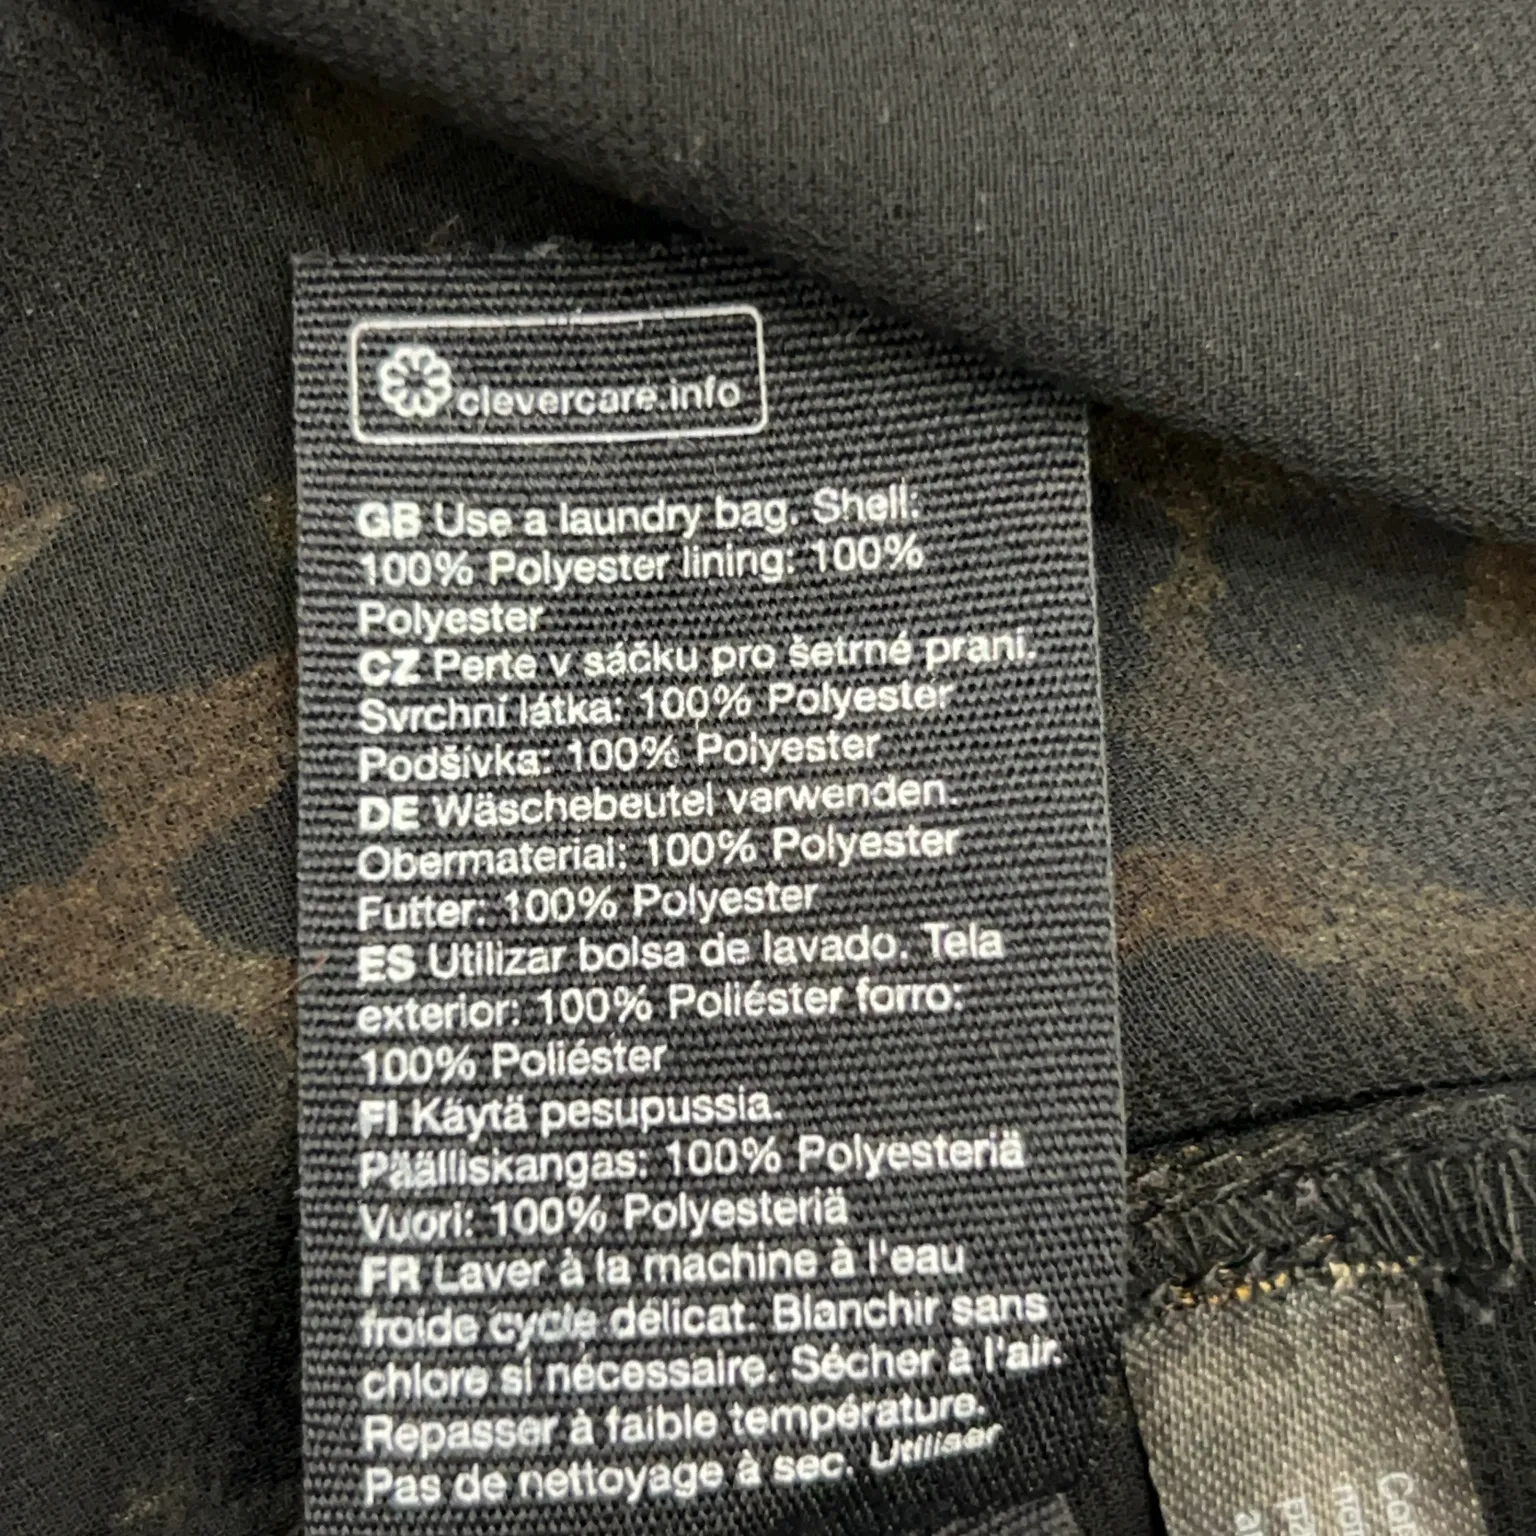 clevercare.info
GB Use a laundry bag. Shell:
100% Polyester lining: 100%
Polyester
CZ Perte v sáčku pro šetrné praní.
Svrchní látka: 100% Polyester
Podšívka: 100% Polyester
DE Wäschebeutel verwenden.
Obermaterial: 100% Polyester
Futter: 100% Polyester
ES Utilizar bolsa de lavado. Tela
exterior: 100% Poliéster forro:
100% Poliéster
FI Käytä pesupussia.
Päälliskangas: 100% Polyesteriä
Vuori: 100% Polyesteriä
FR Laver à la machine à l'eau
froide cycle délicat. Blanchir sans
chlore si nécessaire. Sécher à l'air.
Repasser à faible température.
Pas de nettoyage à sec. Utiliser